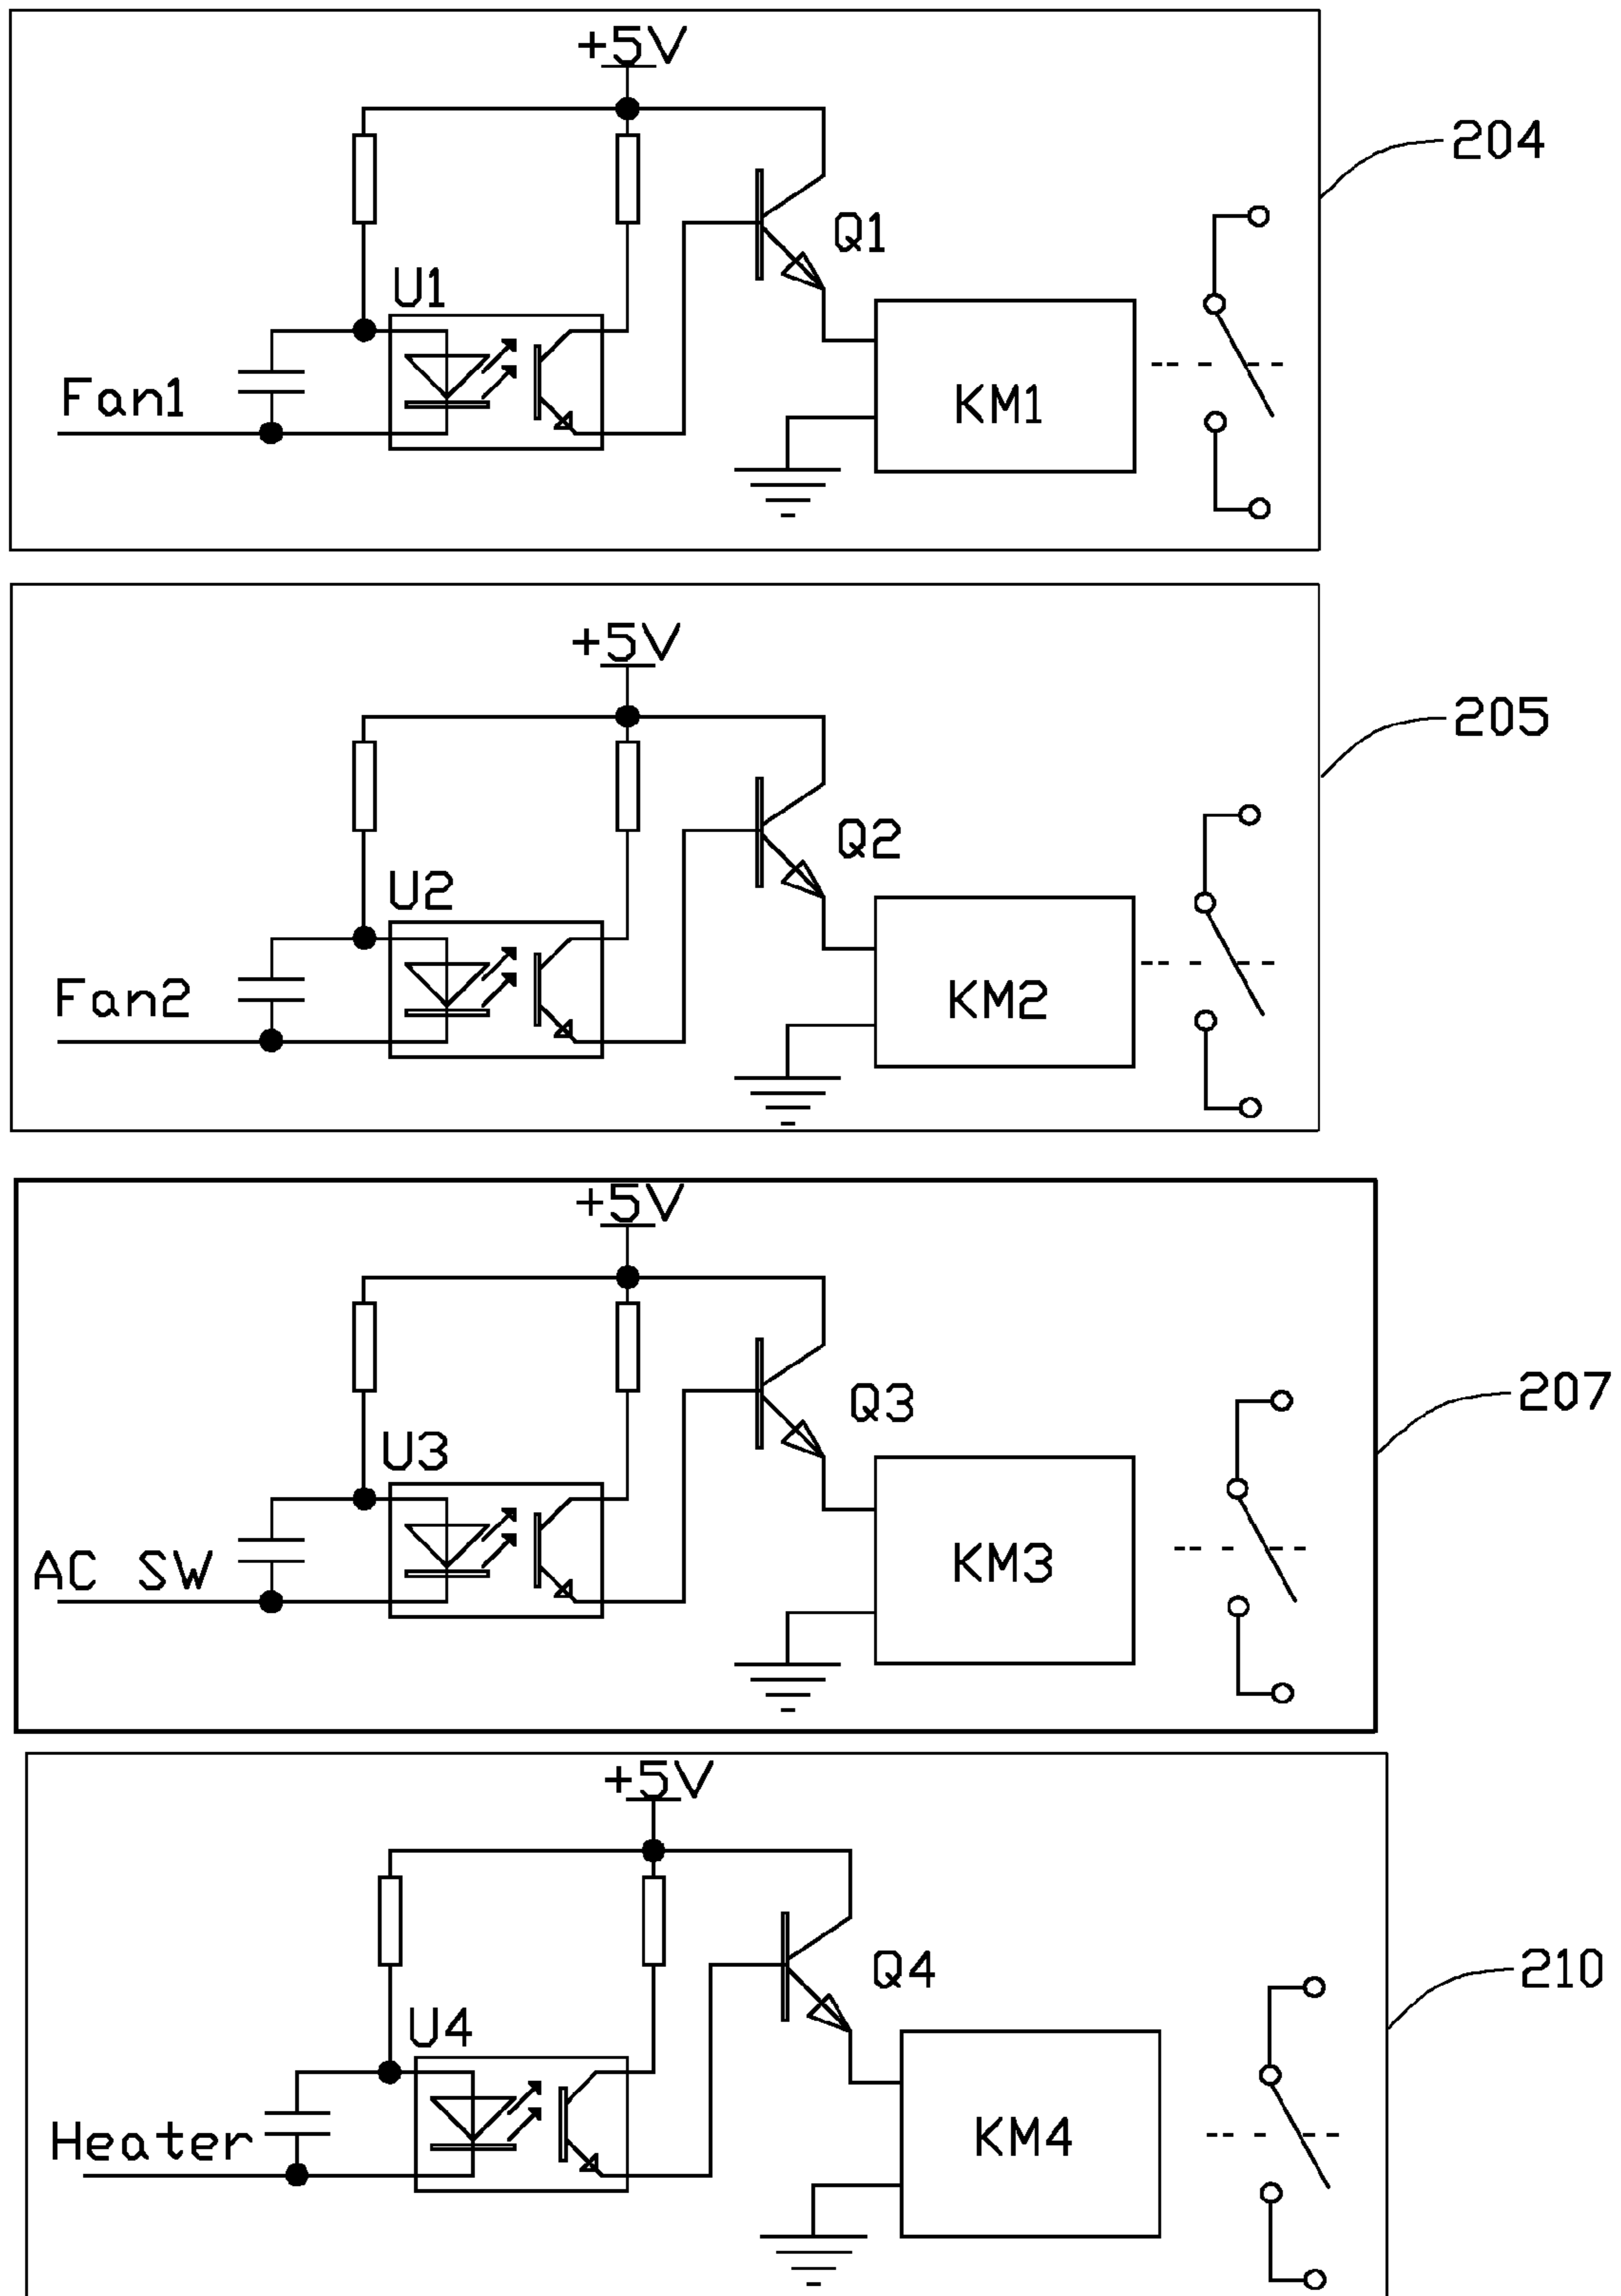 +5V
204
Q1
U1
Fan1
KM1
+5V
205
Q2
U2
Fan2
KM2
+5V
207
Q3
U3
AC SW
KM3
+5V
210
Q4
U4
Heater
KM4